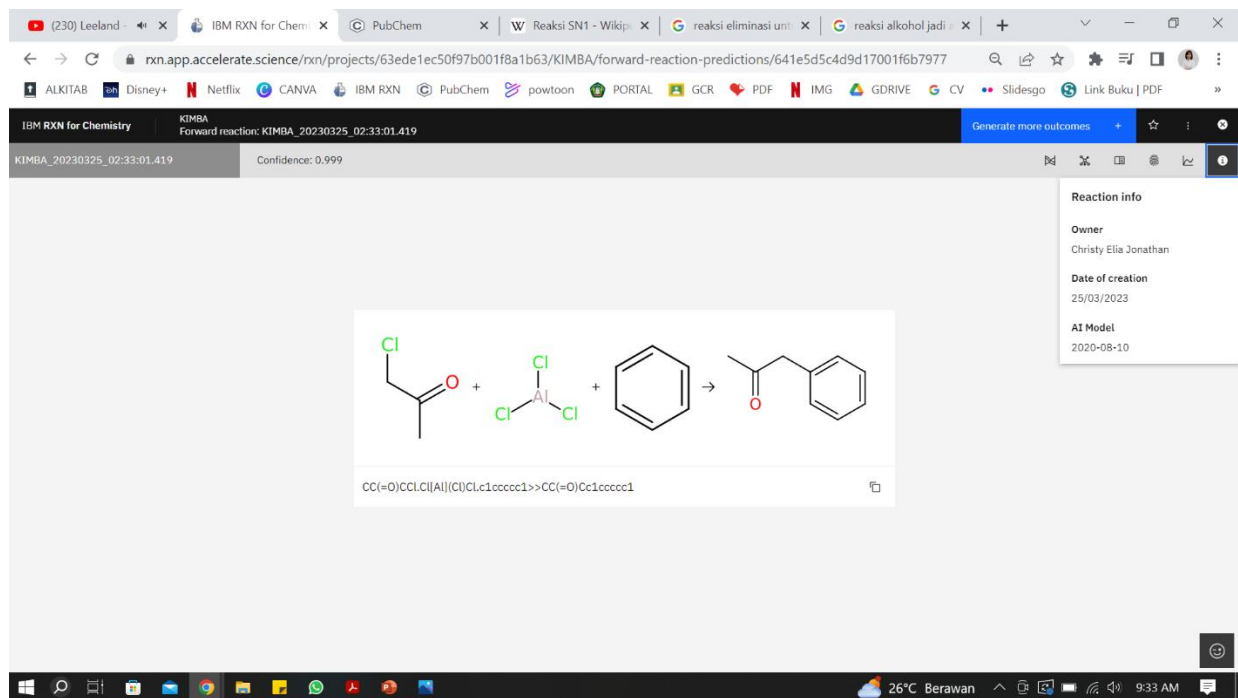 (230) Leeland -
IBM RXN for Chemi
PubChem
Reaksi SN1 - Wikip
reaksi eliminasi unt
reaksi alkohol jadi a
rxn.app.accelerate.science/rxn/projects/63ede1ec50f97b001f8a1b63/KIMBA/forward-reaction-predictions/641e5d5c4d9d17001f6b7977
ALKITAB Disney+ Netflix CANVA IBM RXN PubChem powtoon PORTAL GCR PDF IMG GDRIVE CV Slidesgo Link Buku | PDF »
IBM RXN for Chemistry
KIMBA
Forward reaction: KIMBA_20230325_02:33:01.419
Generate more outcomes +
KIMBA_20230325_02:33:01.419
Confidence: 0.999
Reaction info
Owner
Christy Elia Jonathan
Date of creation
25/03/2023
AI Model
2020-08-10
Cl
O
+
Cl
Al
Cl
Cl
+
→
O
CC(=O)CCl.Cl[Al](Cl)Cl.c1ccccc1>>CC(=O)Cc1ccccc1
26°C Berawan
9:33 AM